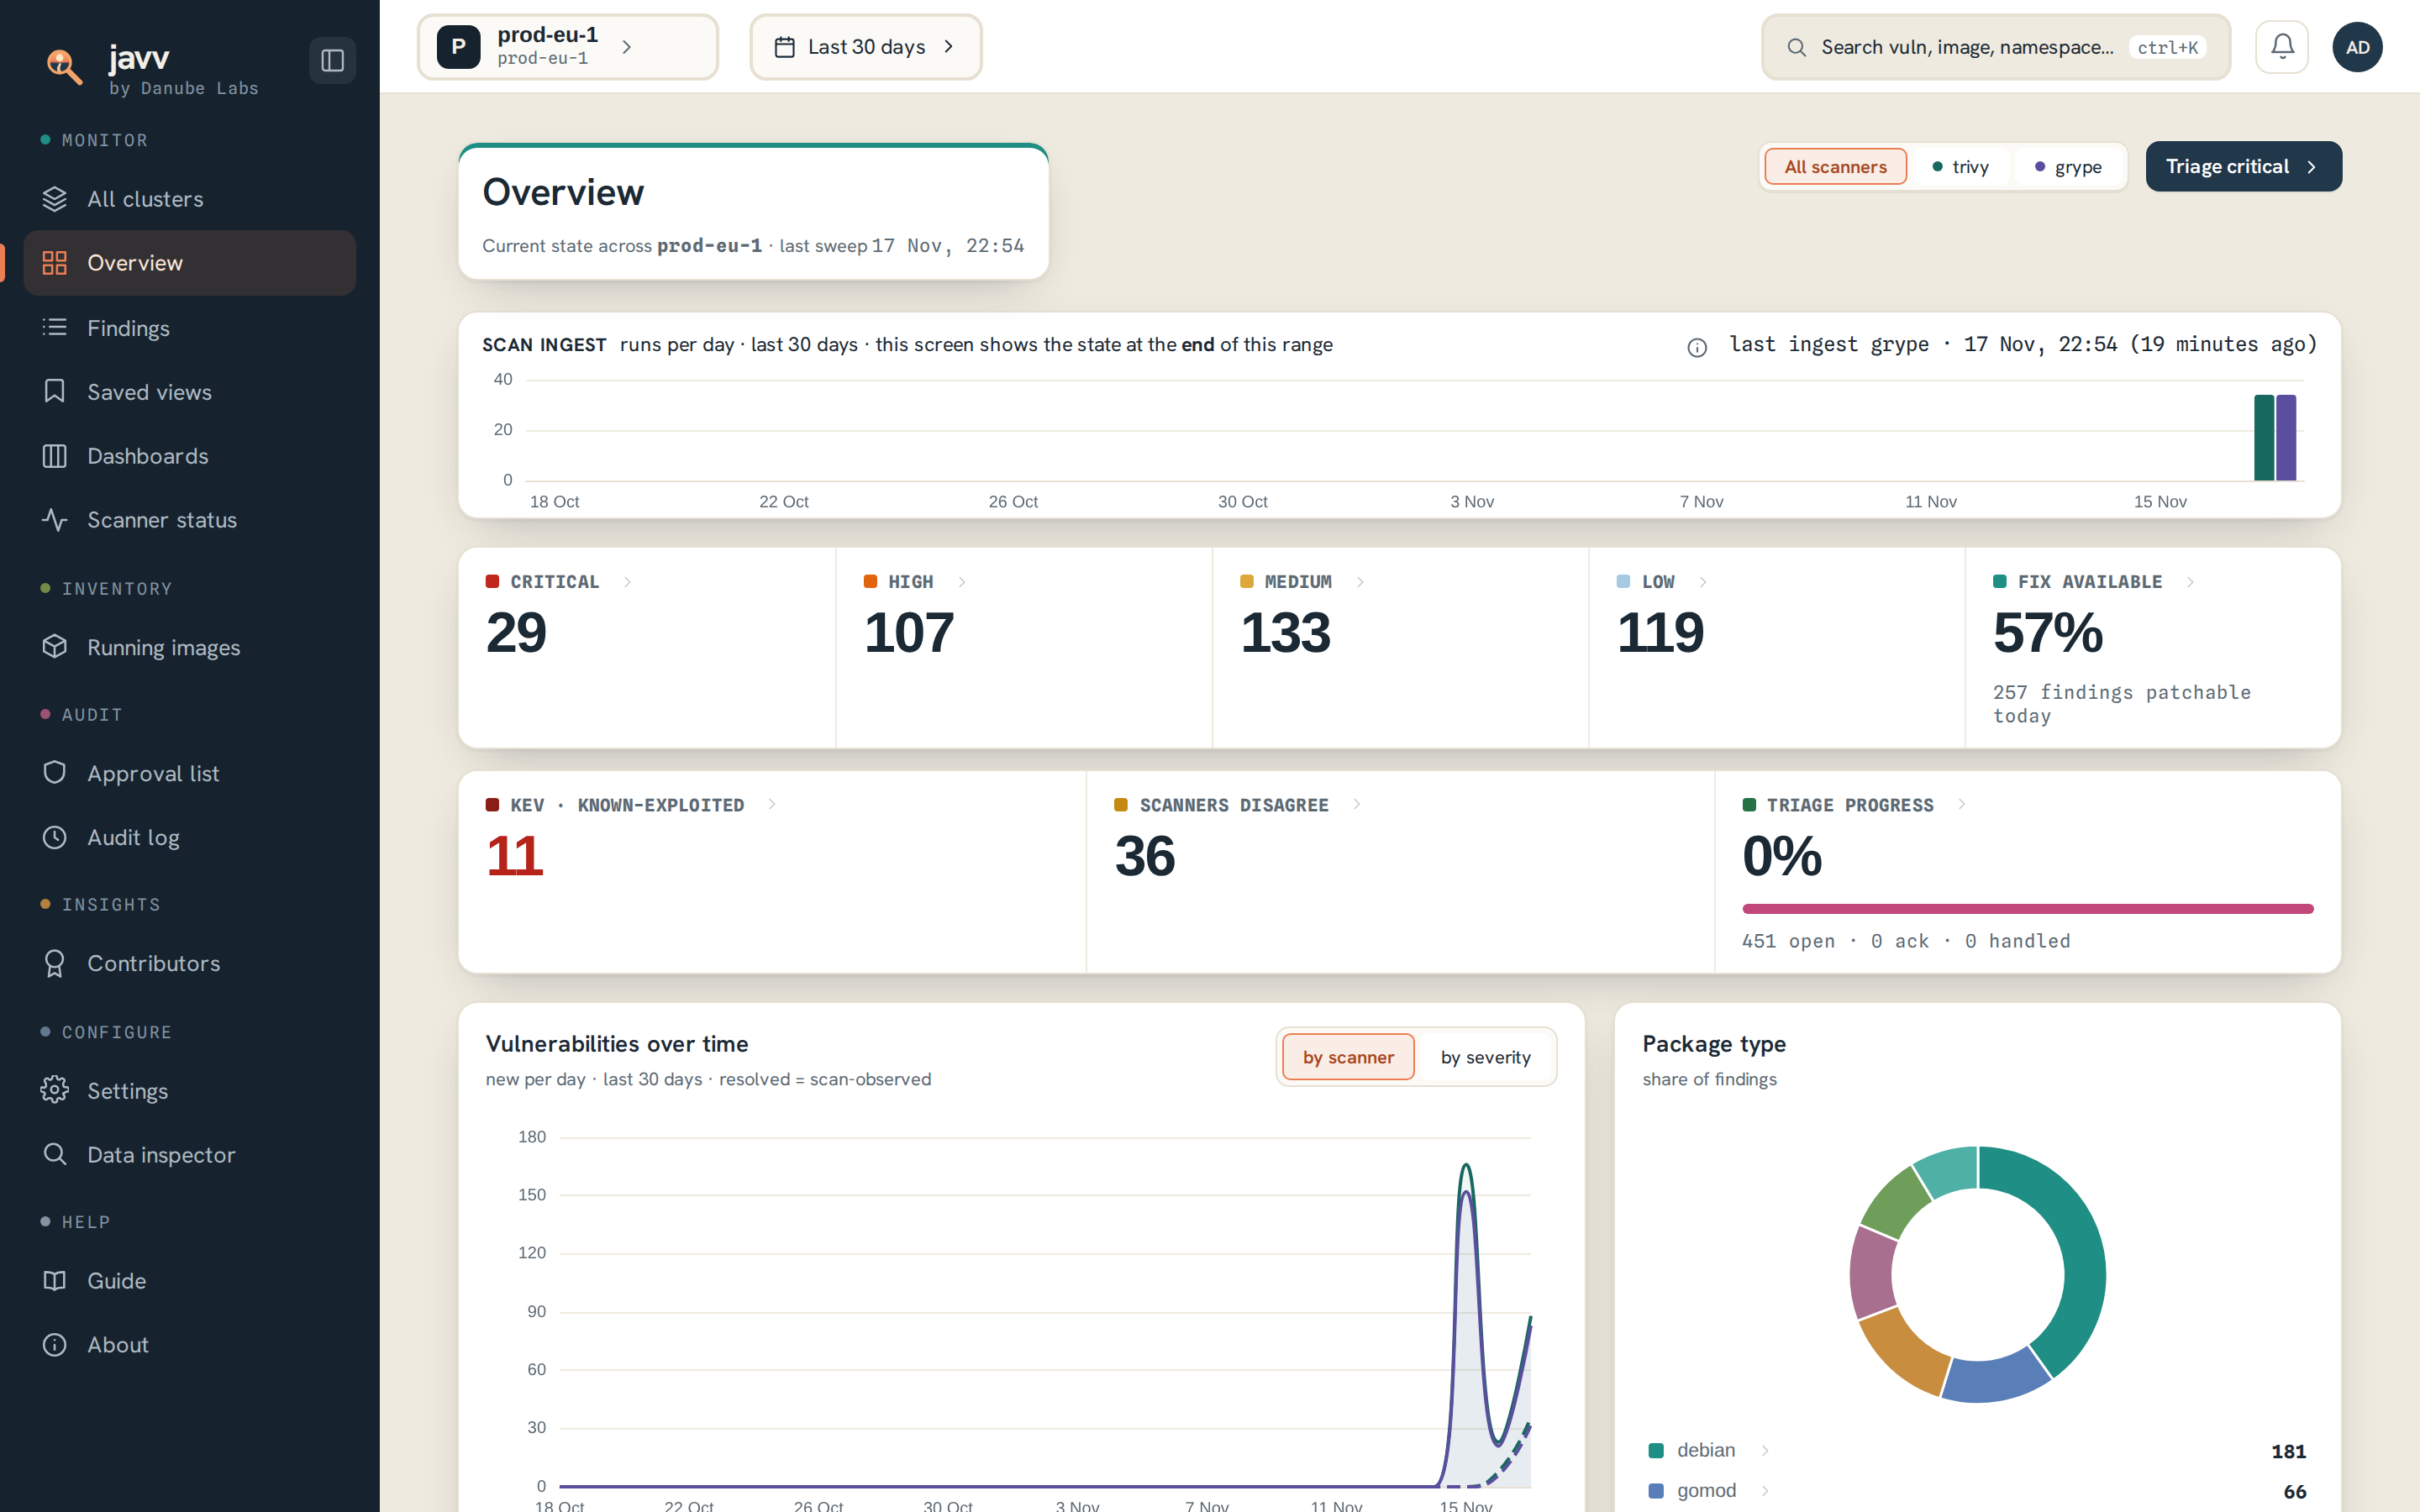 javv
by Danube Labs
MONITOR
All clusters
Overview
Findings
Saved views
Dashboards
Scanner status
INVENTORY
Running images
AUDIT
Approval list
Audit log
INSIGHTS
Contributors
CONFIGURE
Settings
Data inspector
HELP
Guide
About
P
prod-eu-1
prod-eu-1
Last 30 days
Search vuln, image, namespace...
ctrl+K
AD
Overview
Current state across prod-eu-1 · last sweep 17 Nov, 22:54
All scanners
trivy
grype
Triage critical
SCAN INGEST runs per day · last 30 days · this screen shows the state at the end of this range
last ingest grype · 17 Nov, 22:54 (19 minutes ago)
40
20
0
18 Oct
22 Oct
26 Oct
30 Oct
3 Nov
7 Nov
11 Nov
15 Nov
CRITICAL
29
HIGH
107
MEDIUM
133
LOW
119
FIX AVAILABLE
57%
257 findings patchable
today
KEV · KNOWN-EXPLOITED
11
SCANNERS DISAGREE
36
TRIAGE PROGRESS
0%
451 open · 0 ack · 0 handled
Vulnerabilities over time
new per day · last 30 days · resolved = scan-observed
by scanner
by severity
180
150
120
90
60
30
0
18 Oct
22 Oct
26 Oct
30 Oct
3 Nov
7 Nov
11 Nov
15 Nov
Package type
share of findings
debian
181
gomod
66